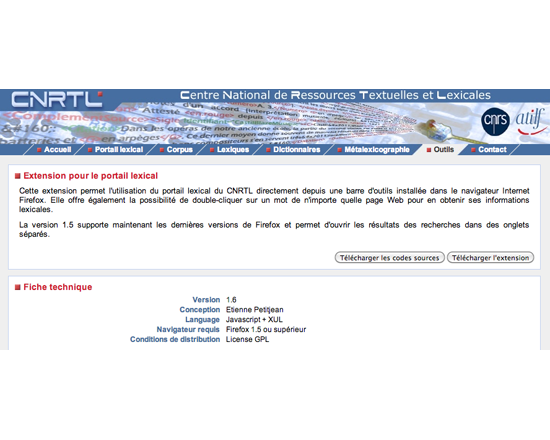 CNRTL
Centre National de Ressources Textuelles et Lexicales
cnrs
atilf
Accueil
Portail lexical
Corpus
Lexiques
Dictionnaires
Métalexicographie
Outils
Contact
Extension pour le portail lexical
Cette extension permet l'utilisation du portail lexical du CNRTL directement depuis une barre d'outils installée dans le navigateur Internet
Firefox. Elle offre également la possibilité de double-cliquer sur un mot de n'importe quelle page Web pour en obtenir ses informations
lexicales.
La version 1.5 supporte maintenant les dernières versions de Firefox et permet d'ouvrir les résultats des recherches dans des onglets
séparés.
Télécharger les codes sources
Télécharger l'extension
Fiche technique
Version 1.6
Conception Etienne Petitjean
Language Javascript + XUL
Navigateur requis Firefox 1.5 ou supérieur
Conditions de distribution License GPL